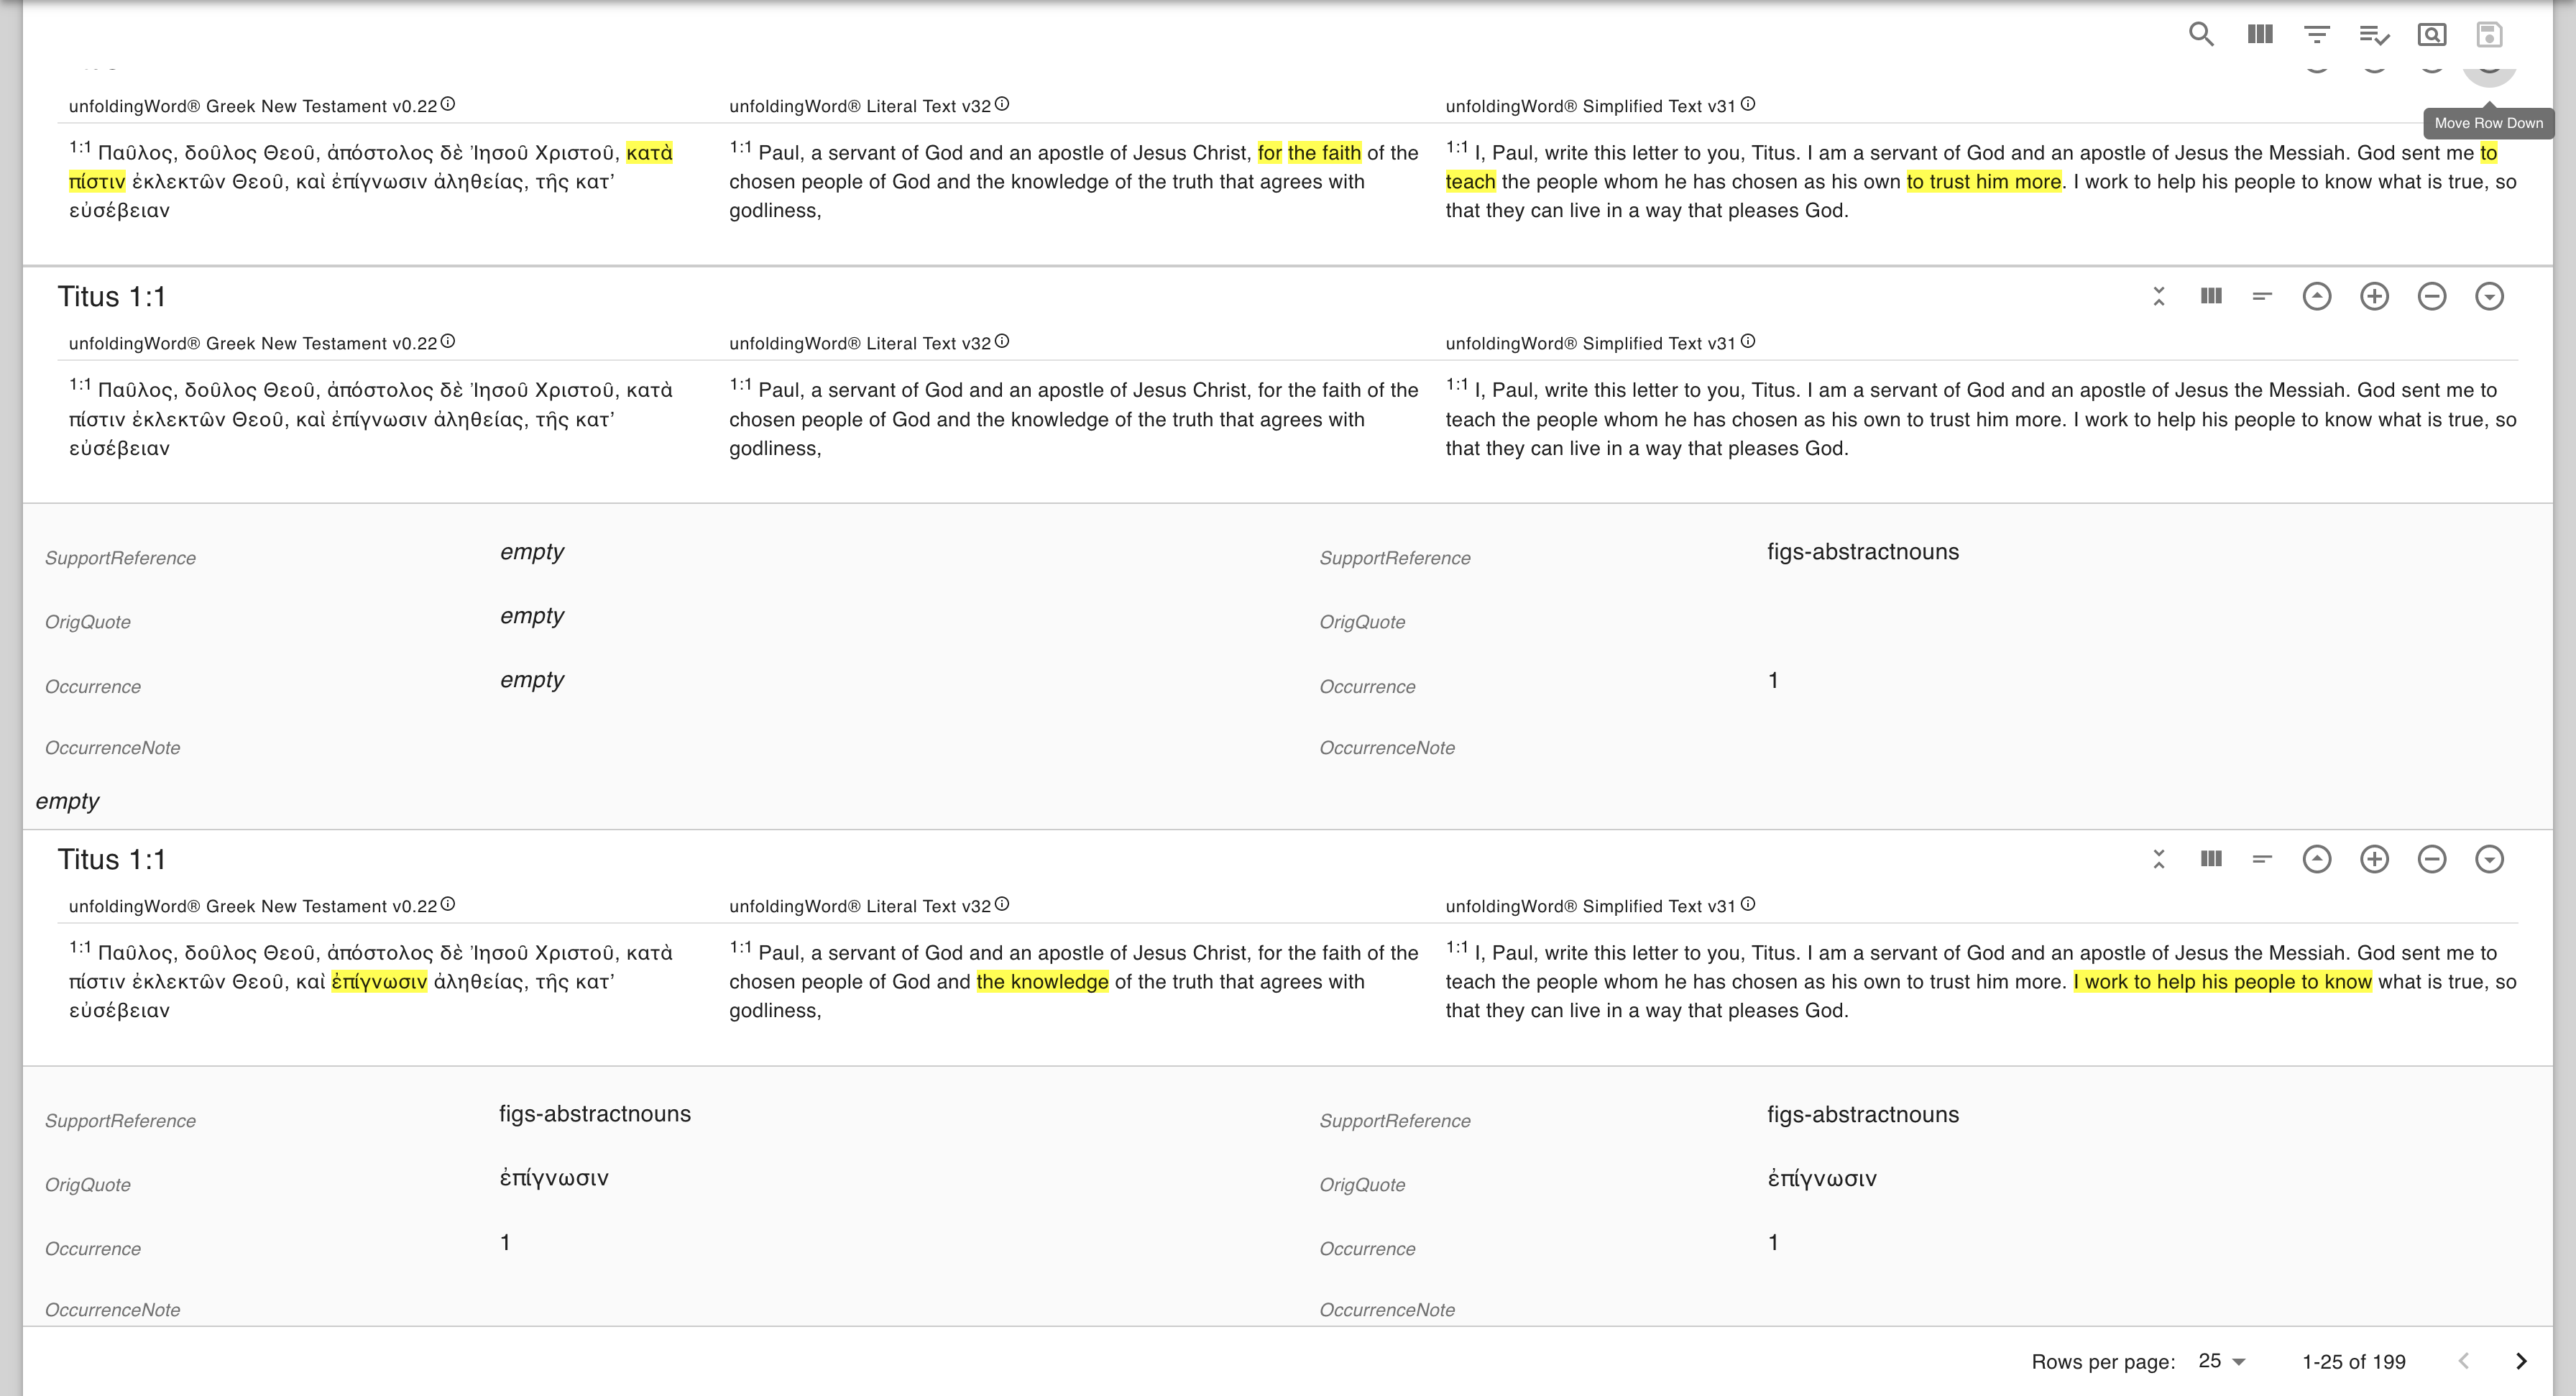 unfoldingWord® Greek New Testament v0.22 unfoldingWord® Literal Text v32 unfoldingWord® Simplified Text v31
Move Row Down
1:1 Παῦλος, δοῦλος Θεοῦ, ἀπόστολος δὲ Ἰησοῦ Χριστοῦ, κατὰ
πίστιν ἐκλεκτῶν Θεοῦ, καὶ ἐπίγνωσιν ἀληθείας, τῆς κατ’
εὐσέβειαν
1:1 Paul, a servant of God and an apostle of Jesus Christ, for the faith of the
chosen people of God and the knowledge of the truth that agrees with
godliness,
1:1 I, Paul, write this letter to you, Titus. I am a servant of God and an apostle of Jesus the Messiah. God sent me to
teach the people whom he has chosen as his own to trust him more. I work to help his people to know what is true, so
that they can live in a way that pleases God.
Titus 1:1
unfoldingWord® Greek New Testament v0.22 unfoldingWord® Literal Text v32 unfoldingWord® Simplified Text v31
1:1 Παῦλος, δοῦλος Θεοῦ, ἀπόστολος δὲ Ἰησοῦ Χριστοῦ, κατὰ
πίστιν ἐκλεκτῶν Θεοῦ, καὶ ἐπίγνωσιν ἀληθείας, τῆς κατ’
εὐσέβειαν
1:1 Paul, a servant of God and an apostle of Jesus Christ, for the faith of the
chosen people of God and the knowledge of the truth that agrees with
godliness,
1:1 I, Paul, write this letter to you, Titus. I am a servant of God and an apostle of Jesus the Messiah. God sent me to
teach the people whom he has chosen as his own to trust him more. I work to help his people to know what is true, so
that they can live in a way that pleases God.
SupportReference empty SupportReference figs-abstractnouns
OrigQuote empty OrigQuote
Occurrence empty Occurrence 1
OccurrenceNote OccurrenceNote
empty
Titus 1:1
unfoldingWord® Greek New Testament v0.22 unfoldingWord® Literal Text v32 unfoldingWord® Simplified Text v31
1:1 Παῦλος, δοῦλος Θεοῦ, ἀπόστολος δὲ Ἰησοῦ Χριστοῦ, κατὰ
πίστιν ἐκλεκτῶν Θεοῦ, καὶ ἐπίγνωσιν ἀληθείας, τῆς κατ’
εὐσέβειαν
1:1 Paul, a servant of God and an apostle of Jesus Christ, for the faith of the
chosen people of God and the knowledge of the truth that agrees with
godliness,
1:1 I, Paul, write this letter to you, Titus. I am a servant of God and an apostle of Jesus the Messiah. God sent me to
teach the people whom he has chosen as his own to trust him more. I work to help his people to know what is true, so
that they can live in a way that pleases God.
SupportReference figs-abstractnouns SupportReference figs-abstractnouns
OrigQuote ἐπίγνωσιν OrigQuote ἐπίγνωσιν
Occurrence 1 Occurrence 1
OccurrenceNote OccurrenceNote
Rows per page: 25 1-25 of 199